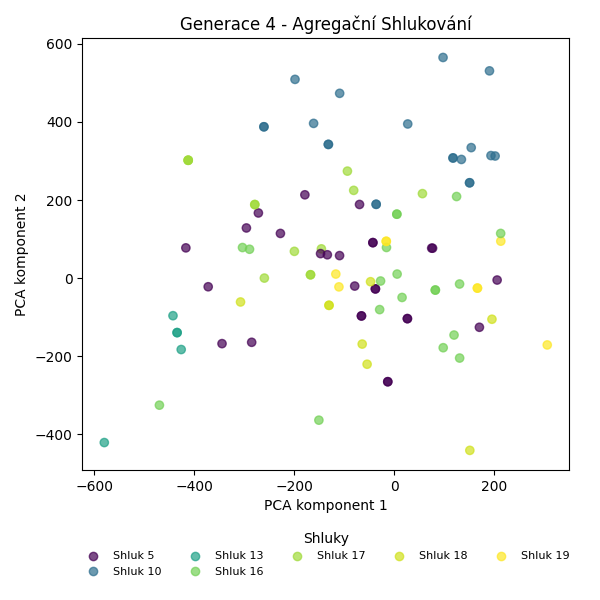 Generace 4 - Agregační Shlukování
PCA komponent 2
600
400
200
0
−200
−400
−600 −400 −200 0 200
PCA komponent 1
Shluky
Shluk 5 Shluk 13 Shluk 17 Shluk 18 Shluk 19
Shluk 10 Shluk 16